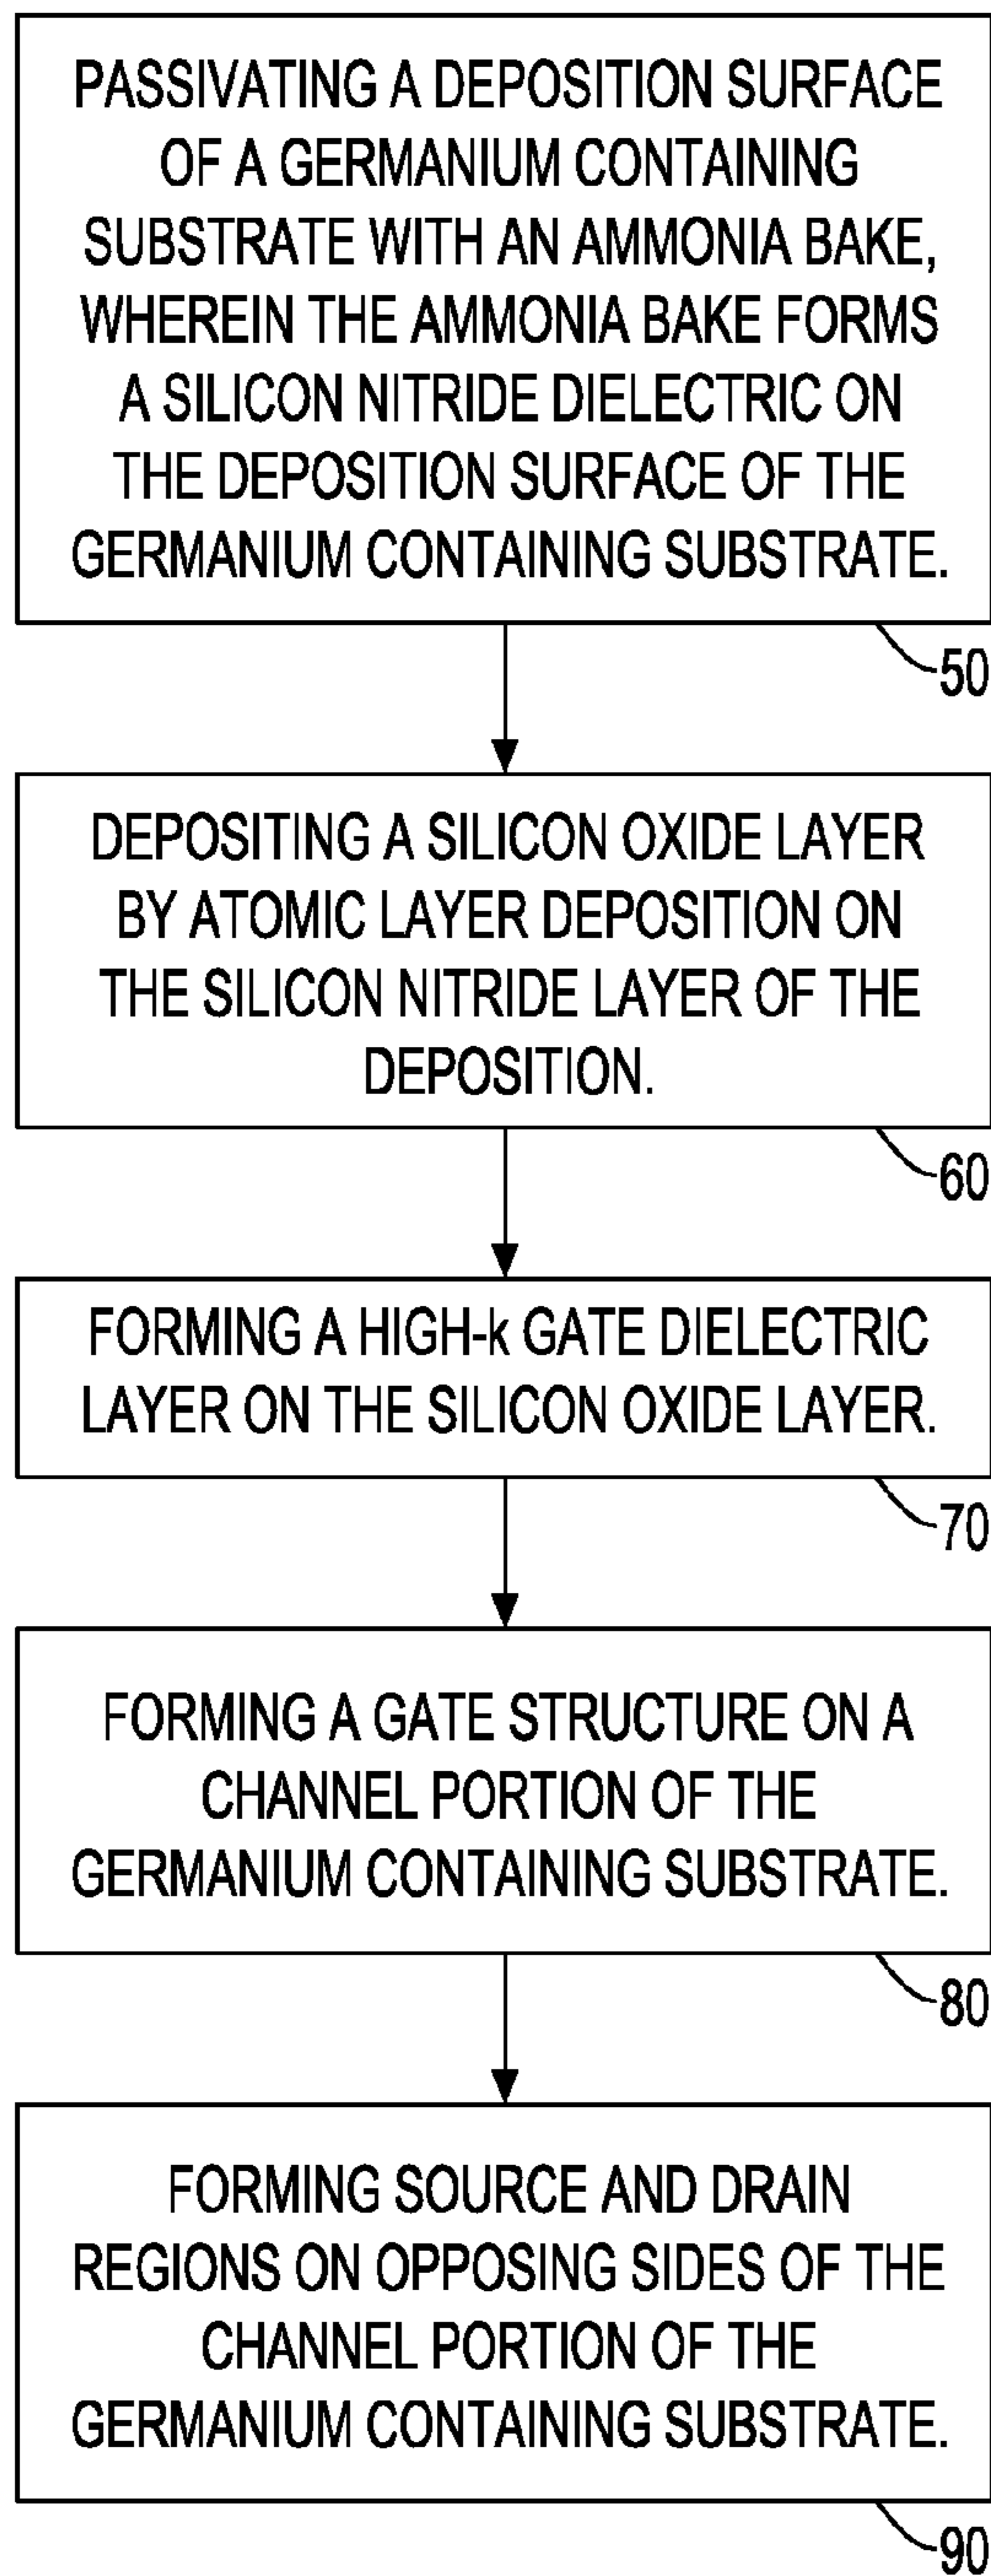 PASSIVATING A DEPOSITION SURFACE
OF A GERMANIUM CONTAINING
SUBSTRATE WITH AN AMMONIA BAKE,
WHEREIN THE AMMONIA BAKE FORMS
A SILICON NITRIDE DIELECTRIC ON
THE DEPOSITION SURFACE OF THE
GERMANIUM CONTAINING SUBSTRATE.
50
DEPOSITING A SILICON OXIDE LAYER
BY ATOMIC LAYER DEPOSITION ON
THE SILICON NITRIDE LAYER OF THE
DEPOSITION.
60
FORMING A HIGH-k GATE DIELECTRIC
LAYER ON THE SILICON OXIDE LAYER.
70
FORMING A GATE STRUCTURE ON A
CHANNEL PORTION OF THE
GERMANIUM CONTAINING SUBSTRATE.
80
FORMING SOURCE AND DRAIN
REGIONS ON OPPOSING SIDES OF THE
CHANNEL PORTION OF THE
GERMANIUM CONTAINING SUBSTRATE.
90